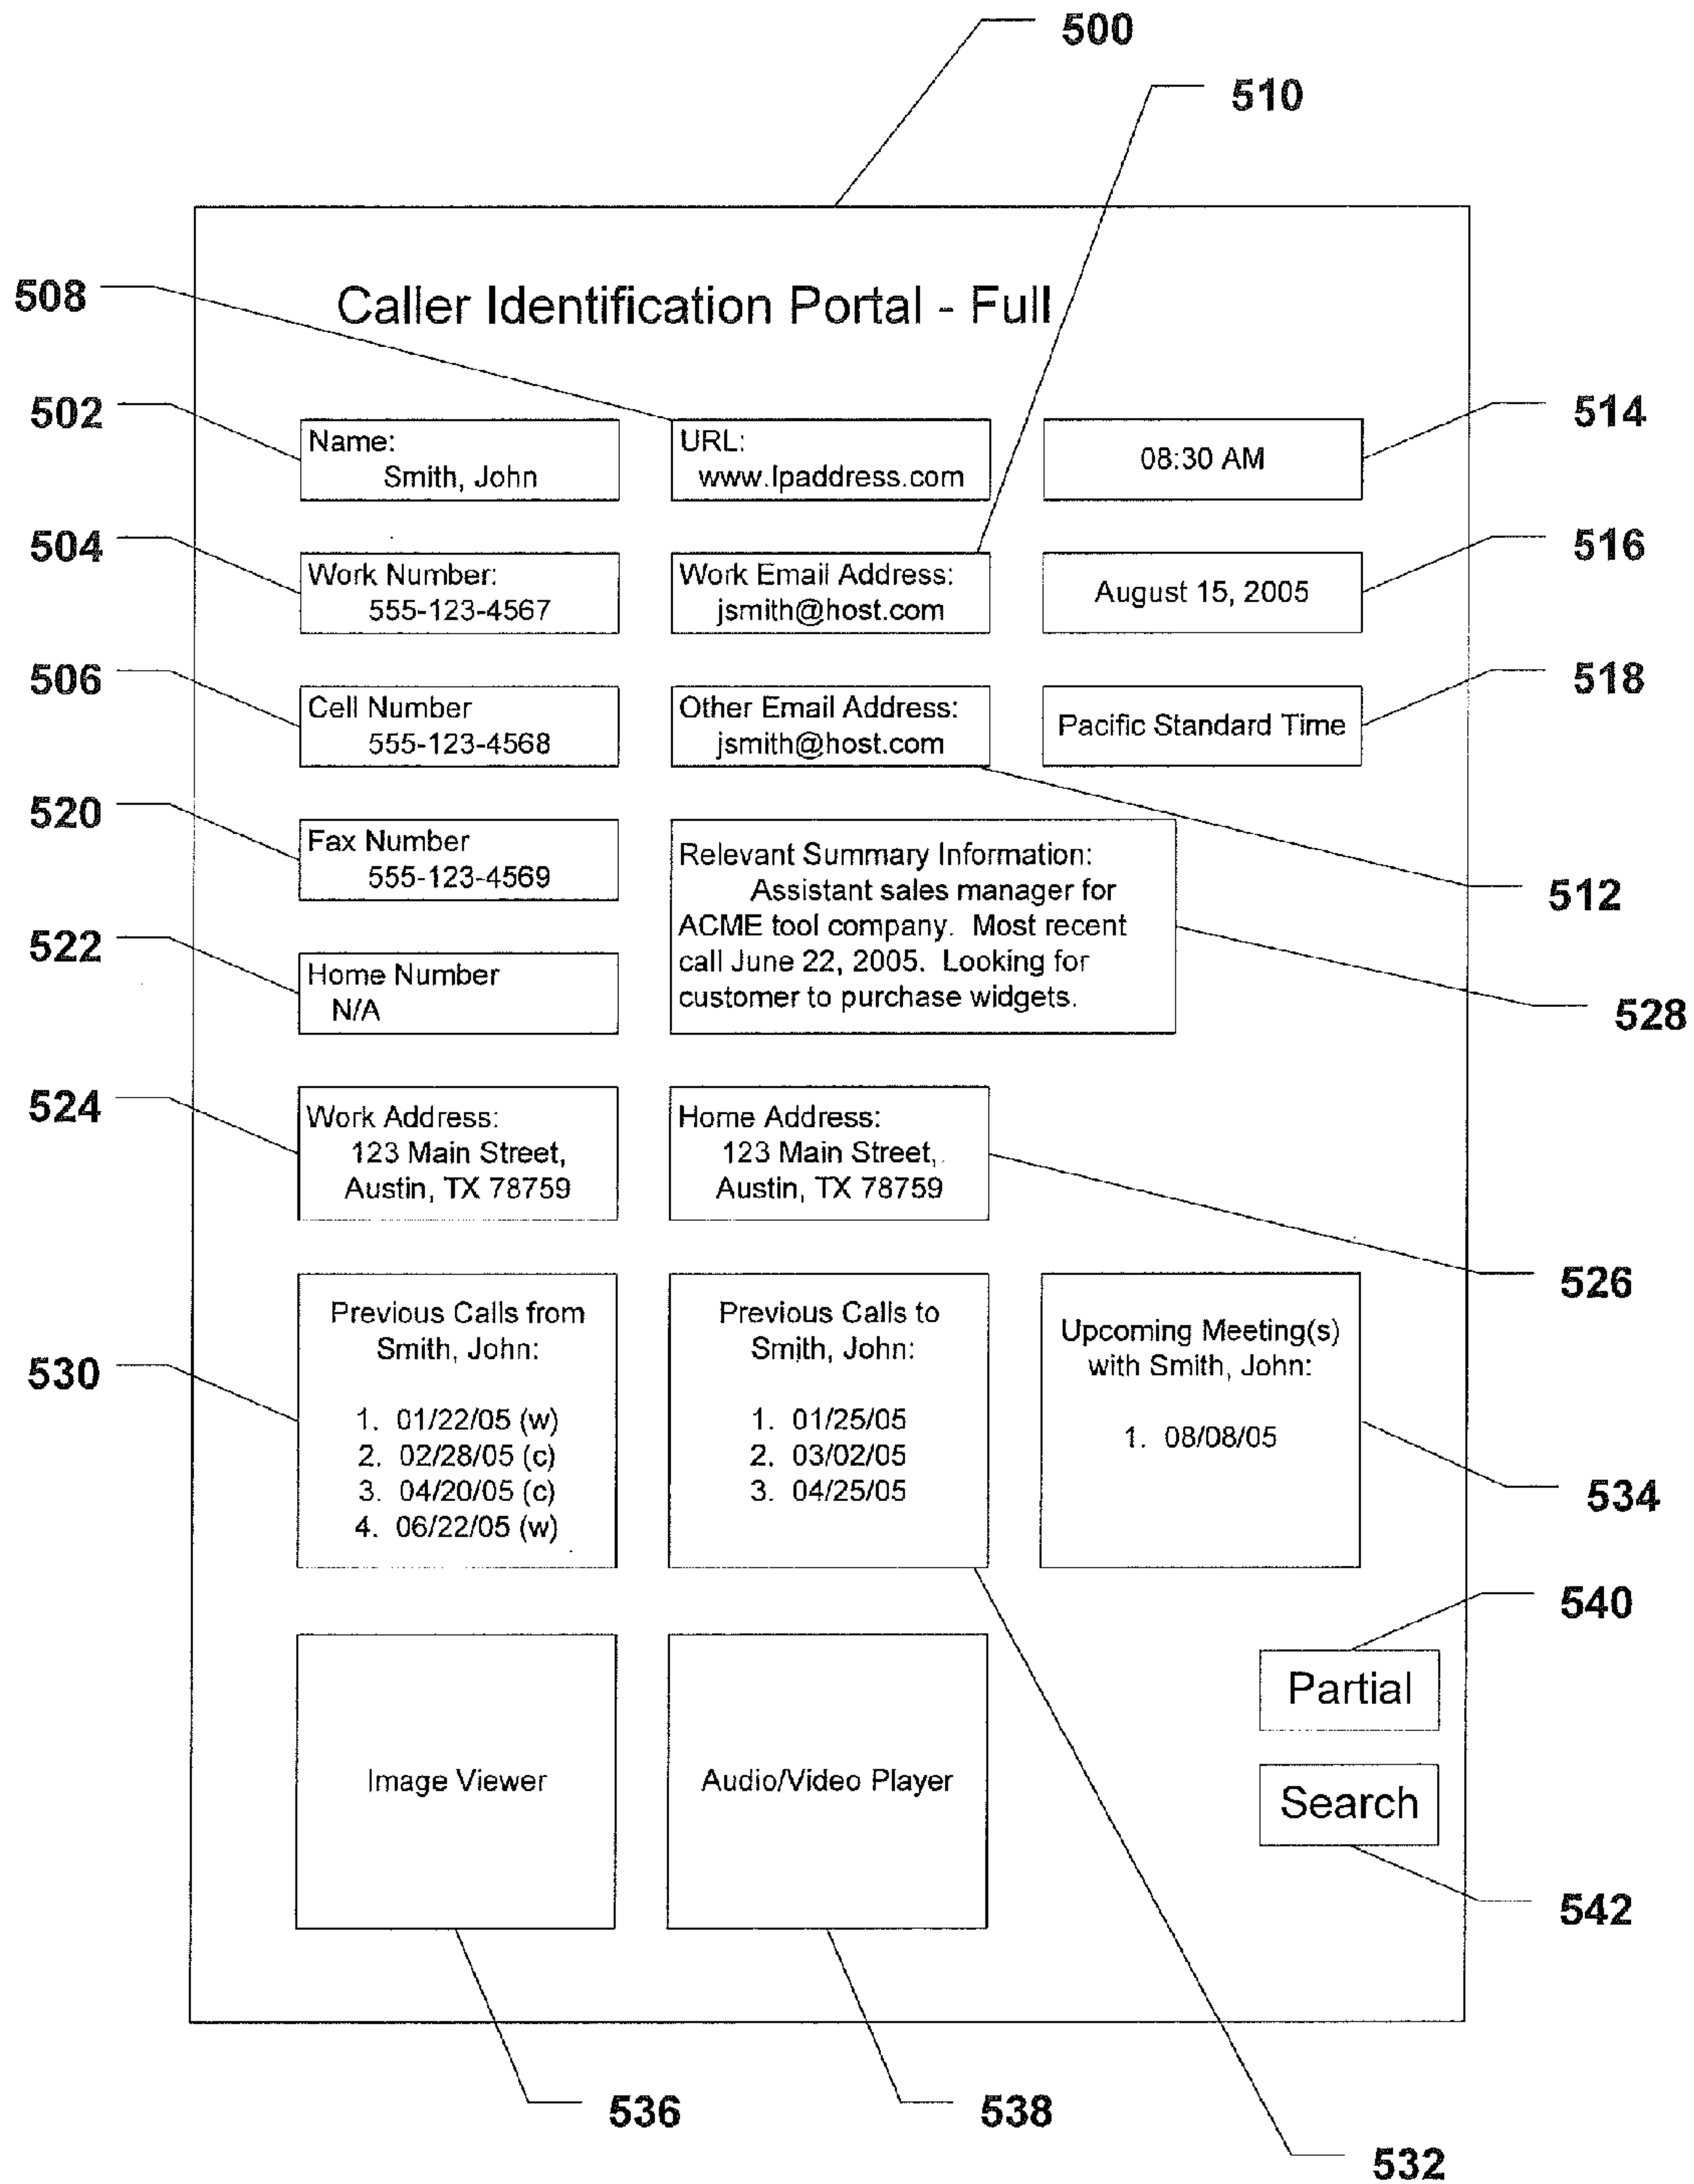 500
510
508
Caller Identification Portal - Full
502
Name:
Smith, John
URL:
www.Ipaddress.com
08:30 AM
514
504
Work Number:
555-123-4567
Work Email Address:
jsmith@host.com
August 15, 2005
516
506
Cell Number
555-123-4568
Other Email Address:
jsmith@host.com
Pacific Standard Time
518
520
Fax Number
555-123-4569
Relevant Summary Information:
Assistant sales manager for
ACME tool company. Most recent
call June 22, 2005. Looking for
customer to purchase widgets.
512
522
Home Number
N/A
528
524
Work Address:
123 Main Street,
Austin, TX 78759
Home Address:
123 Main Street,
Austin, TX 78759
526
530
Previous Calls from
Smith, John:
1. 01/22/05 (w)
2. 02/28/05 (c)
3. 04/20/05 (c)
4. 06/22/05 (w)
Previous Calls to
Smith, John:
1. 01/25/05
2. 03/02/05
3. 04/25/05
Upcoming Meeting(s)
with Smith, John:
1. 08/08/05
534
540
Image Viewer
Audio/Video Player
Partial
Search
542
536
538
532